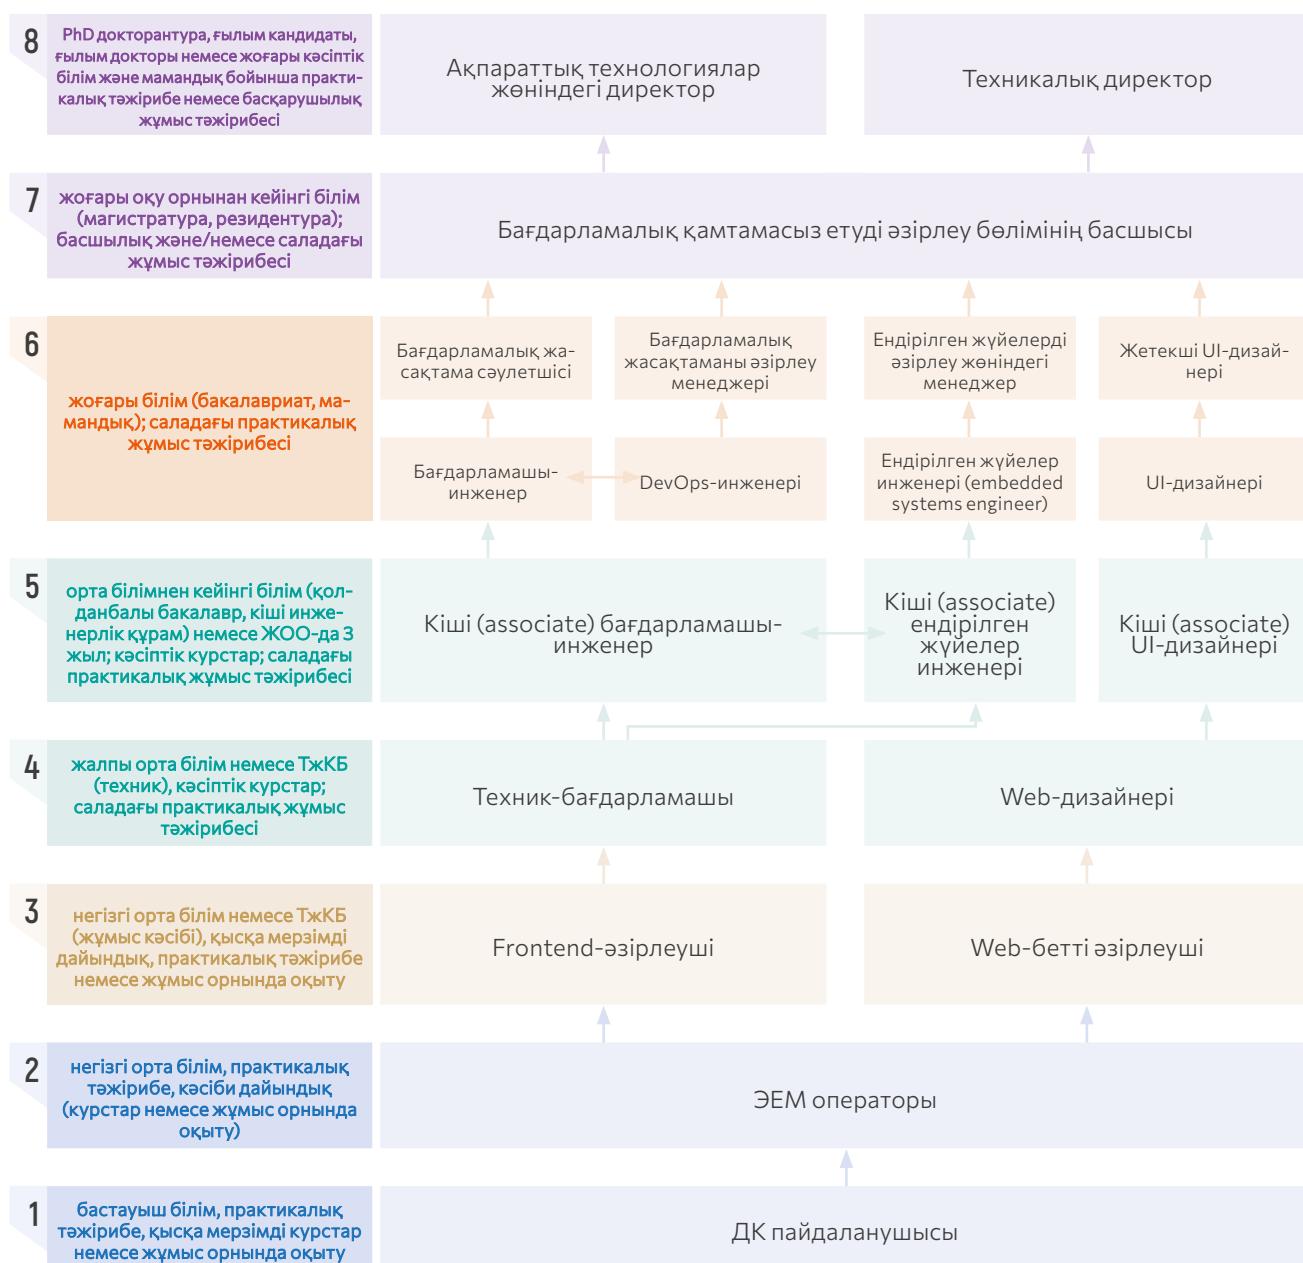 8
PhD докторантура, ғылым кандидаты,
ғылым докторы немесе жоғары кәсіптік
білім және мамандық бойынша практи-
калық тәжірибе немесе басқарушылық
жұмыс тәжірибесі
Ақпараттық технологиялар
жөніндегі директор
Техникалық директор
7
жоғары оқу орнынан кейінгі білім
(магистратура, резидентура);
басшылық және/немесе саладағы
жұмыс тәжірибесі
Бағдарламалық қамтамасыз етуді әзірлеу бөлімінің басшысы
6
жоғары білім (бакалавриат, ма-
мандық); саладағы практикалық
жұмыс тәжірибесі
Бағдарламалық жа-
сақтама сәулетшісі
Бағдарламалық
жасақтаманы әзірлеу
менеджері
Ендірілген жүйелерді
әзірлеу жөніндегі
менеджер
Жетекші UI-дизай-
нері
Бағдарламашы-
инженер
DevOps-инженері
Ендірілген жүйелер
инженері (embedded
systems engineer)
UI-дизайнері
5
орта білімнен кейінгі білім (қол-
данбалы бакалавр, кіші инже-
нерлік құрам) немесе ЖОО-да 3
жыл; кәсіптік курстар; саладағы
практикалық жұмыс тәжірибесі
Кіші (associate) бағдарламашы-
инженер
Кіші (associate)
ендірілген
жүйелер
инженері
Кіші (associate)
UI-дизайнері
4
жалпы орта білім немесе ТжКБ
(техник), кәсіптік курстар;
саладағы практикалық жұмыс
тәжірибесі
Техник-бағдарламашы
Web-дизайнері
3
негізгі орта білім немесе ТжКБ
(жұмыс кәсібі), қысқа мерзімді
дайындық, практикалық тәжірибе
немесе жұмыс орнында оқыту
Frontend-әзірлеуші
Web-бетті әзірлеуші
2
негізгі орта білім, практикалық
тәжірибе, кәсіби дайындық
(курстар немесе жұмыс орнында
оқыту)
ЭЕМ операторы
1
бастауыш білім, практикалық
тәжірибе, қысқа мерзімді курстар
немесе жұмыс орнында оқыту
ДК пайдаланушысы